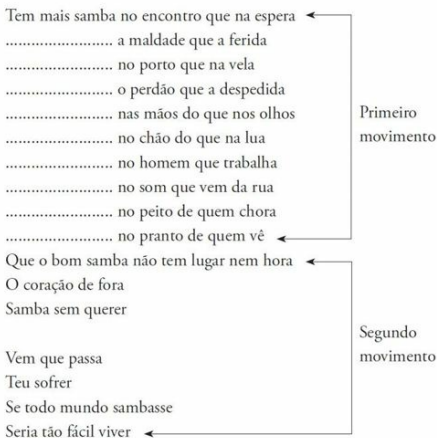 Tem mais samba no encontro que na espera
......................... a maldade que a ferida
......................... no porto que na vela
......................... o perdão que a despedida
......................... nas mãos do que nos olhos
......................... no chão do que na lua
......................... no homem que trabalha
......................... no som que vem da rua
......................... no peito de quem chora
......................... no pranto de quem vê
Primeiro
movimento
Que o bom samba não tem lugar nem hora
O coração de fora
Samba sem querer
Vem que passa
Teu sofrer
Se todo mundo sambasse
Seria tão fácil viver
Segundo
movimento